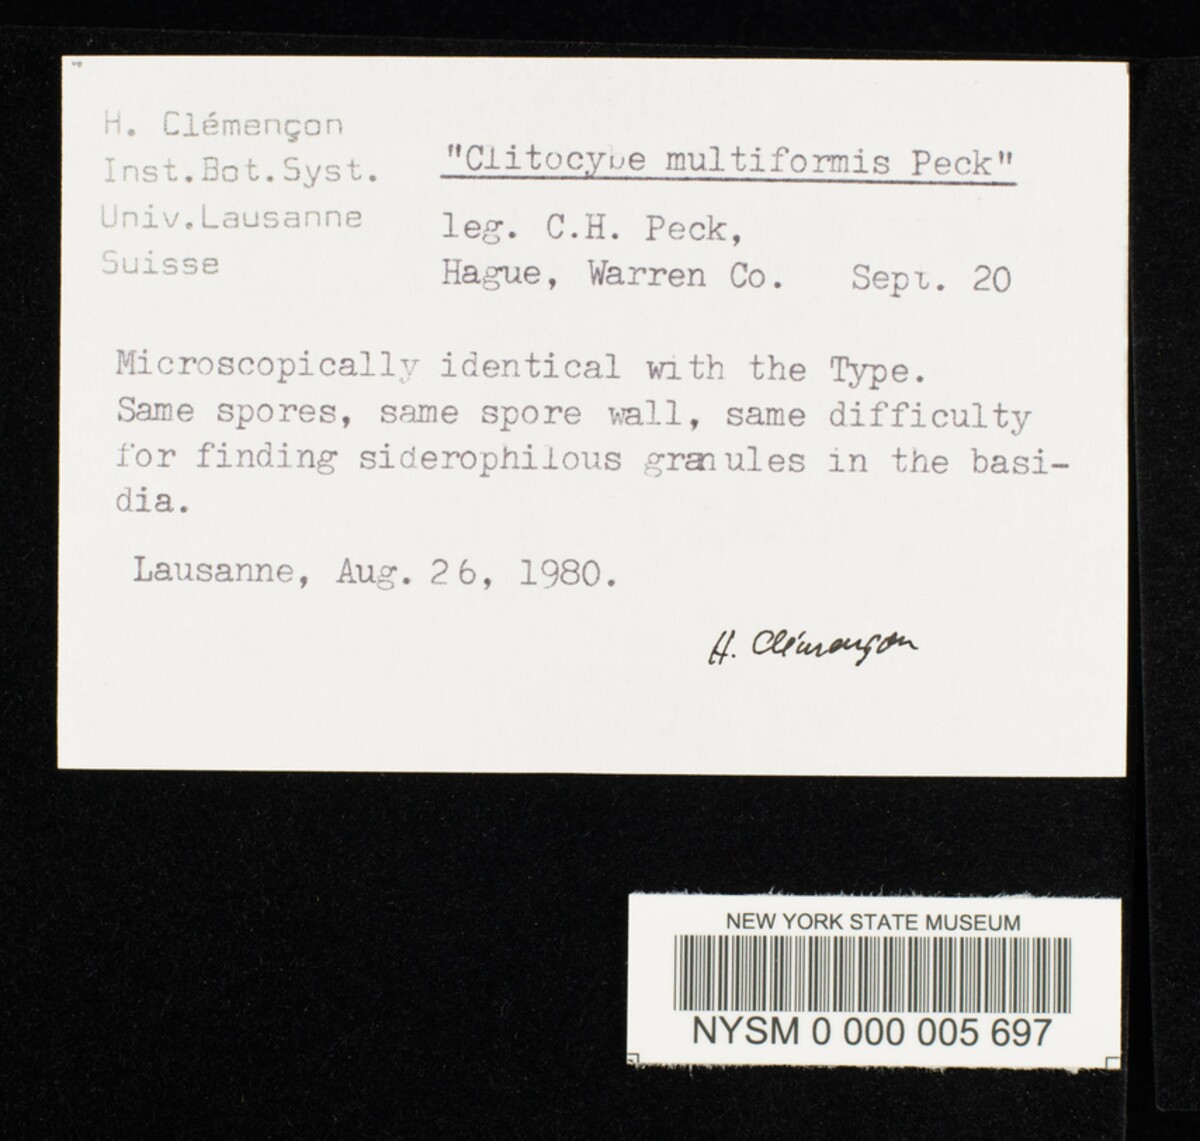 H. Clémençon
Inst.Bot.Syst.
Univ.Lausanne
Suisse
"Clitocybe multiformis Peck"
leg. C.H. Peck,
Hague, Warren Co. Sept. 20
Microscopically identical with the Type.
Same spores, same spore wall, same difficulty
for finding siderophilous granules in the basi-
dia.
Lausanne, Aug. 26, 1980.
H. Clémençon
NEW YORK STATE MUSEUM
NYSM 0 000 005 697